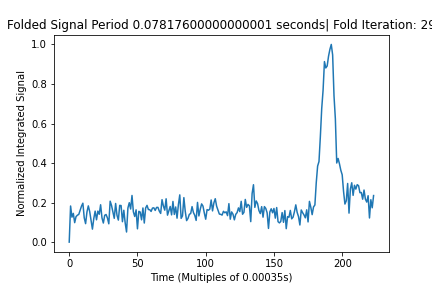 Folded Signal Period 0.07817600000000001 seconds| Fold Iteration: 29
1.0
0.8
0.6
0.4
0.2
0.0
Normalized Integrated Signal
0 50 100 150 200
Time (Multiples of 0.00035s)